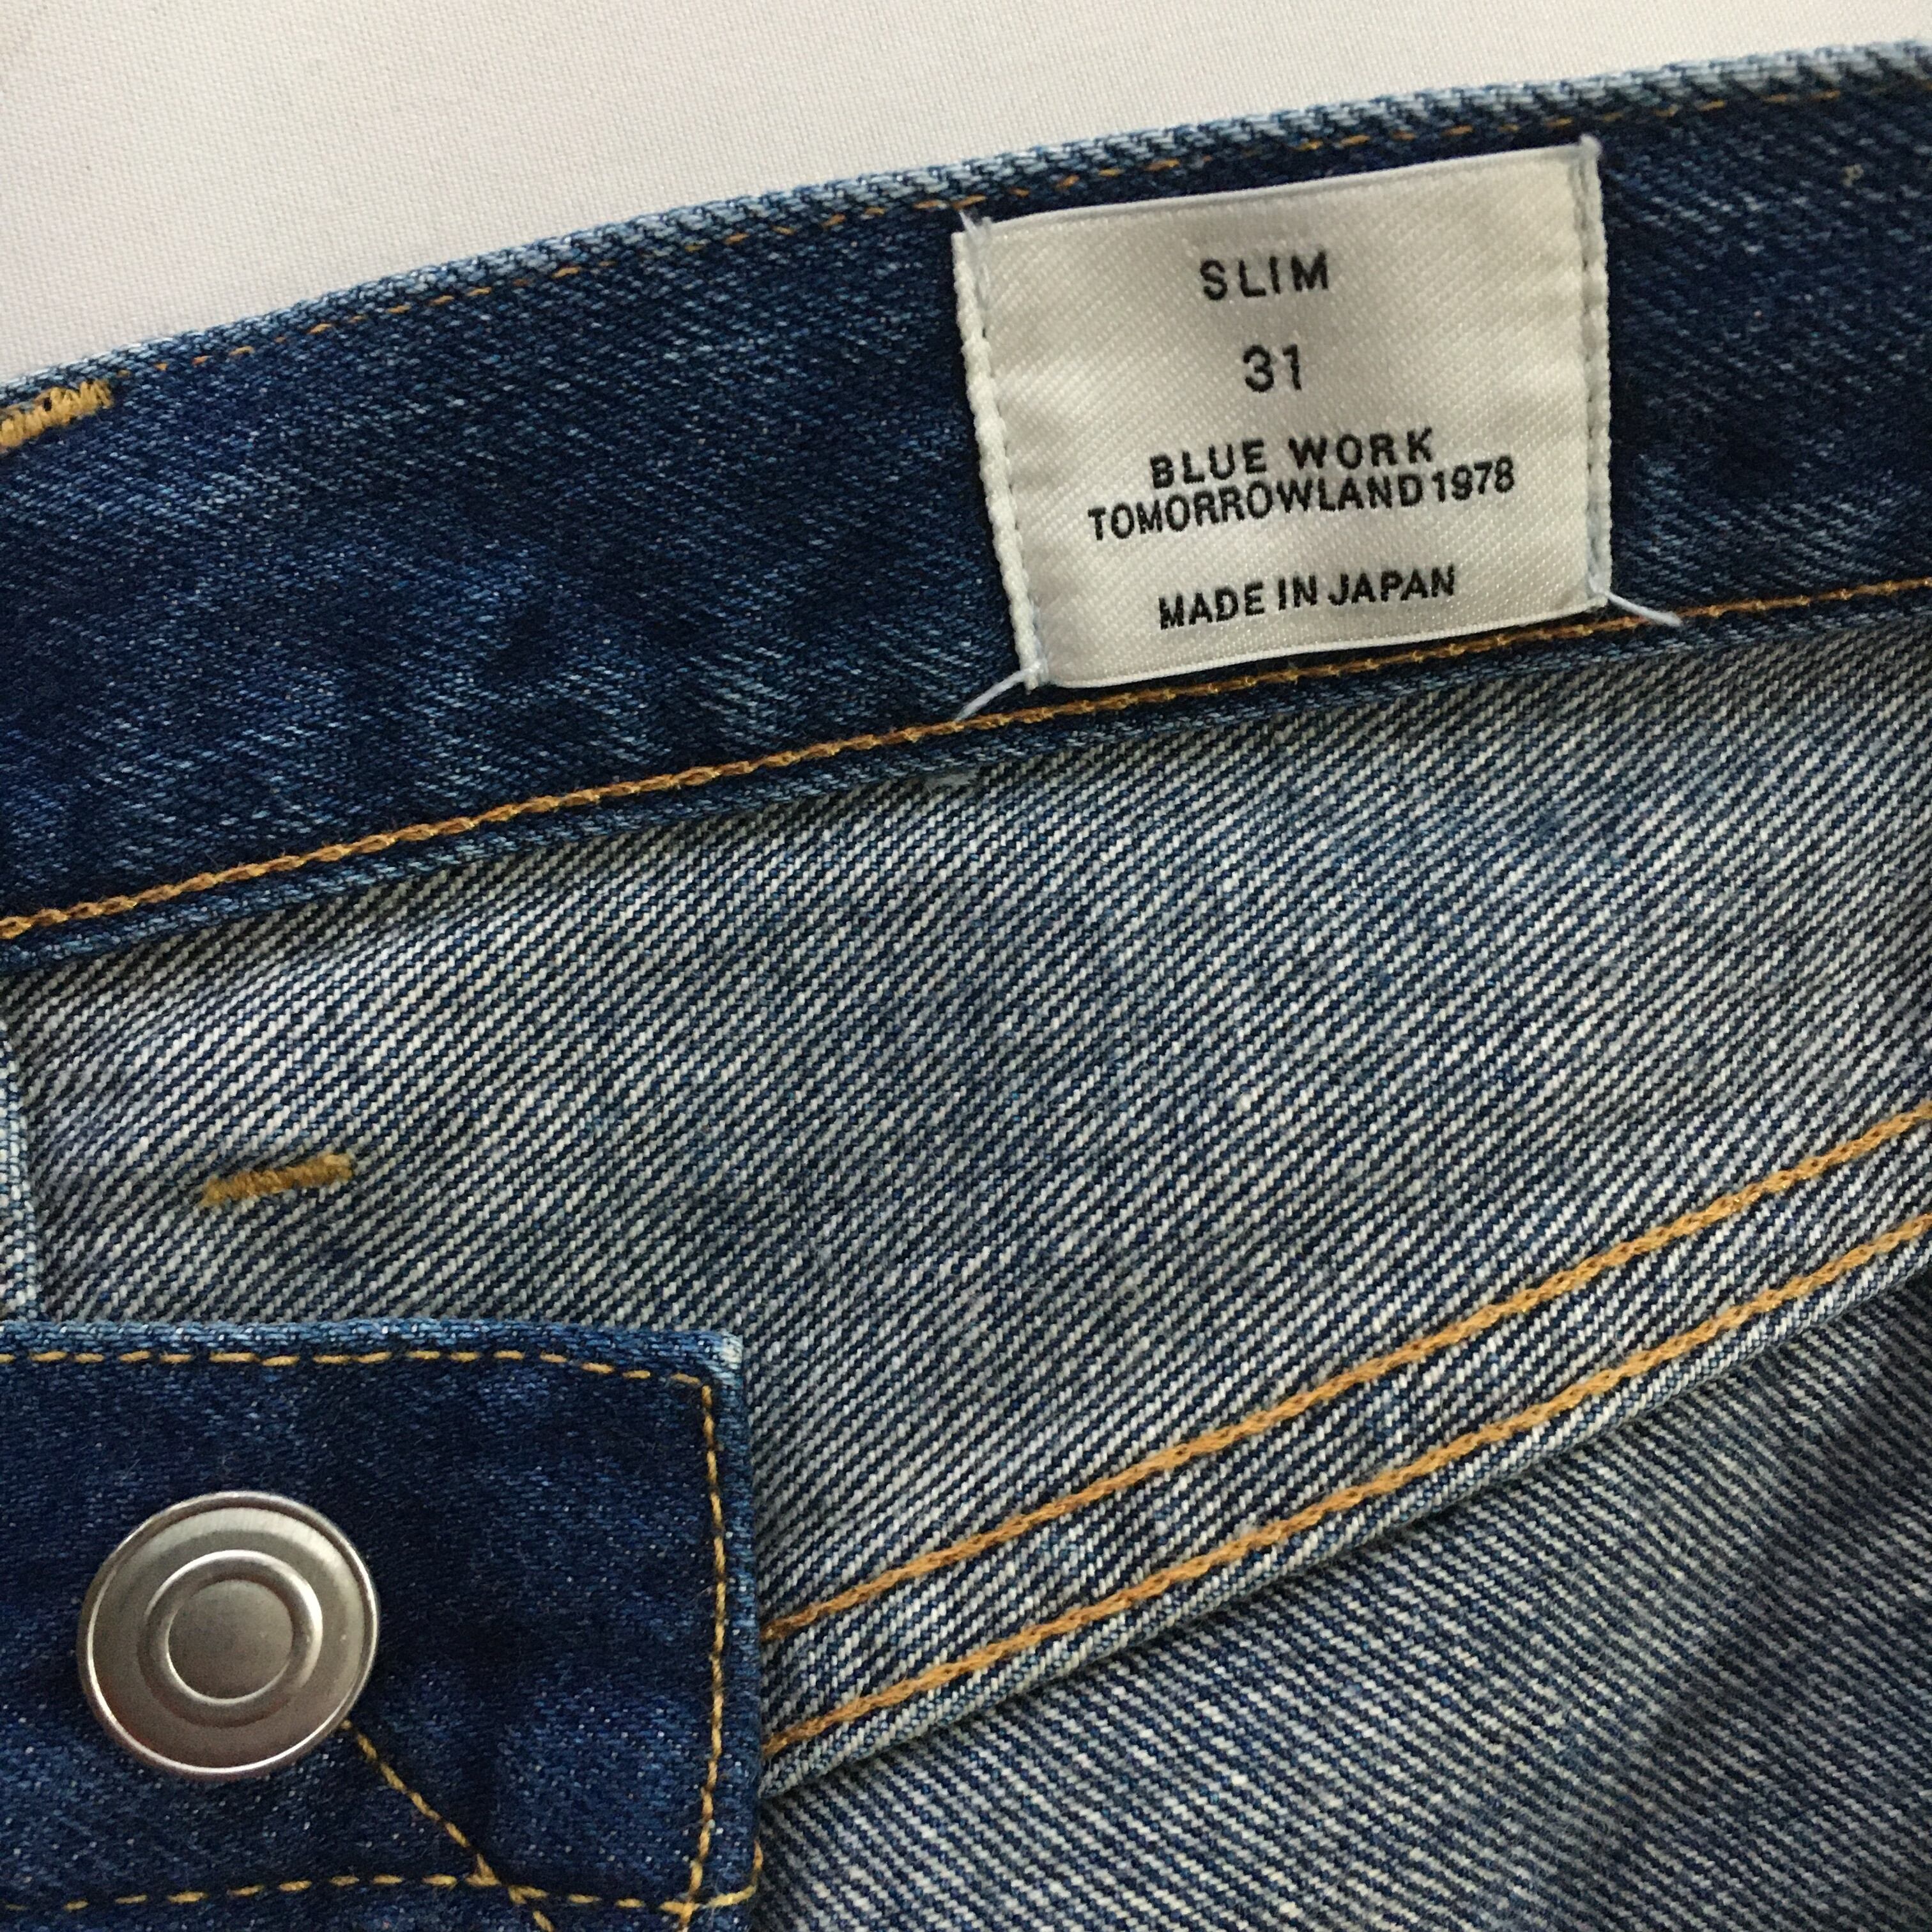 SLIM
31
BLUE WORK
TOMORROWLAND 1978
MADE IN JAPAN